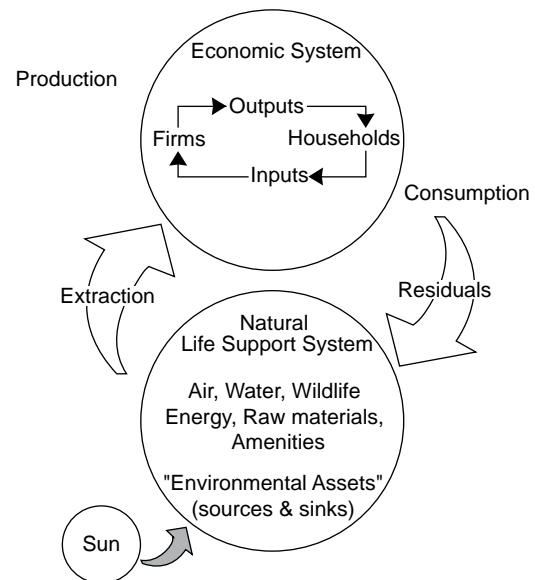 Economic System
Production
Outputs
Firms
Households
Inputs
Consumption
Extraction
Residuals
Natural
Life Support System
Air, Water, Wildlife
Energy, Raw materials,
Amenities
"Environmental Assets"
(sources & sinks)
Sun